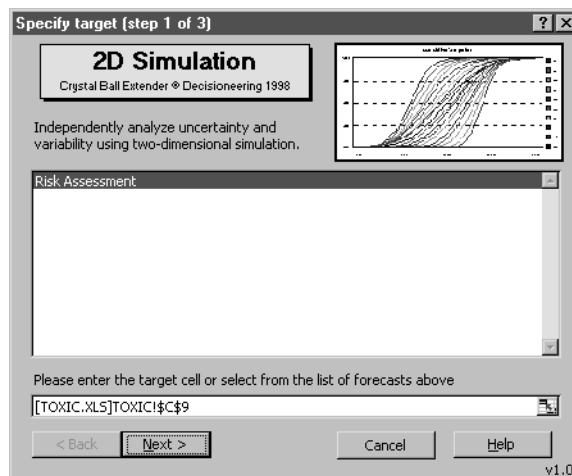 Specify target (step 1 of 3)
2D Simulation
Crystal Ball Extender ® Decisioneering 1998
Independently analyze uncertainty and
variability using two-dimensional simulation.
Risk Assessment
Please enter the target cell or select from the list of forecasts above
[TOXIC.XLS]TOXIC!$C$9
< Back
Next >
Cancel
Help
v1.0